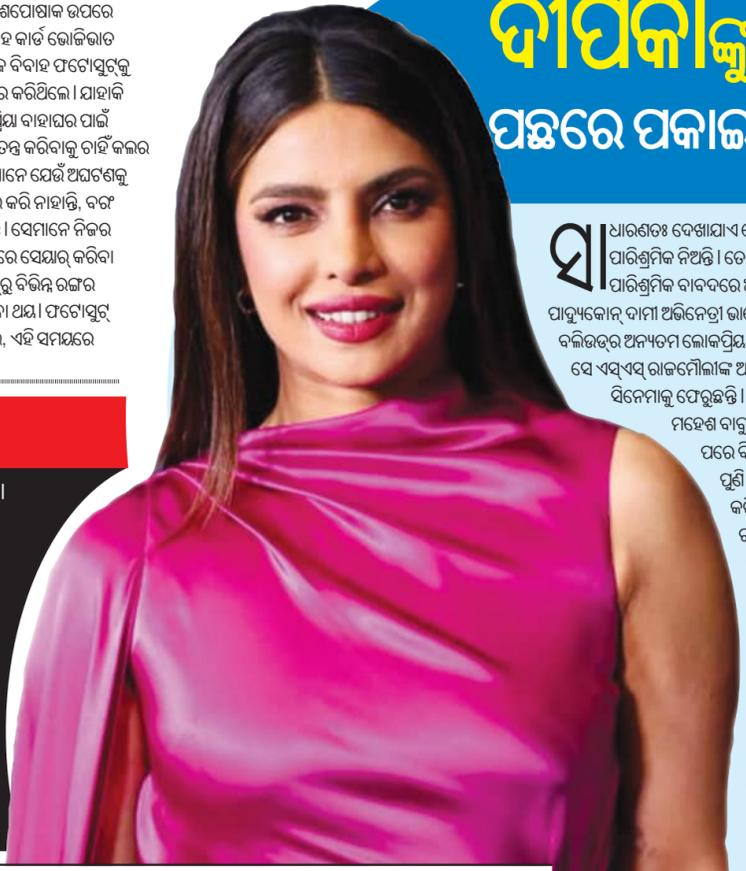 ଶପୋଷାକ ଉପରେ
ହ କାର୍ଡ ଭୋଜିଭାତ
ବିବାହ ଫଟୋସୁଟ୍‌କୁ
ର କରିଥିଲେ । ଯାହାକି
ବାହାଘର ପାଇଁ
କରିବାକୁ ଚାହିଁ କଲର
ମାନେ ଯେଉଁ ଅଘଟଣକୁ
କରି ନାହାନ୍ତି, ବରଂ
। ସେମାନେ ନିଜର
ରେ ସେୟାର୍ କରିବା
ରୁ ବିଭିନ୍ନ ରଙ୍ଗର
ଥୟ । ଫଟୋସୁଟ୍
, ଏହି ସମୟରେ
ଦୀପିକାଙ୍କୁ
ପଛରେ ପକାଇ
ସାଧାରଣତଃ ଦେଖାଯାଏ
ପାରିଶ୍ରମିକ ନିଅନ୍ତି । ତେ
ପାରିଶ୍ରମିକ ବାବଦରେ
ପାଦୁକୋନ୍ ଦାମୀ ଅଭିନେତ୍ରୀ ଭା
ବଲିଉଡ୍‌ର ଅନ୍ୟତମ ଲୋକପ୍ରିୟ
ସେ ଏସ୍ଏସ୍ ରାଜମୌଲୀଙ୍କ ଅ
ସିନେମାକୁ ଫେରୁଛନ୍ତି ।
ମହେଶ ବାବୁ
ପରେ
ପୁଣି